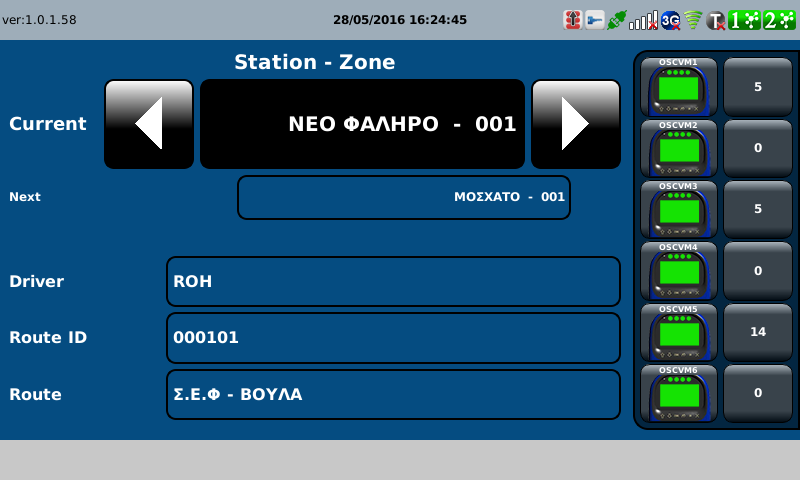 ver:1.0.1.58
28/05/2016 16:24:45
3G
T
1
2
Station - Zone
Current
ΝΕΟ ΦΑΛΗΡΟ - 001
Next
ΜΟΣΧΑΤΟ - 001
Driver
ROH
Route ID
000101
Route
Σ.Ε.Φ - ΒΟΥΛΑ
OSCVM1
5
OSCVM2
0
OSCVM3
5
OSCVM4
0
OSCVM5
14
OSCVM6
0